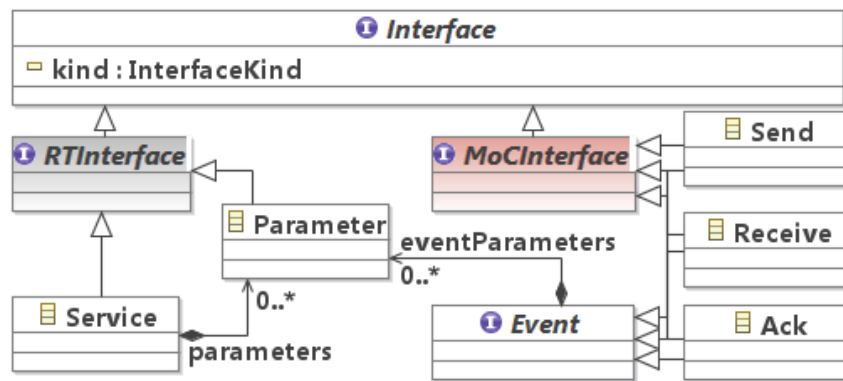 Interface
kind : InterfaceKind
RTInterface
MoCInterface
Send
Parameter
eventParameters
Receive
0..*
0..*
Service
parameters
Event
Ack